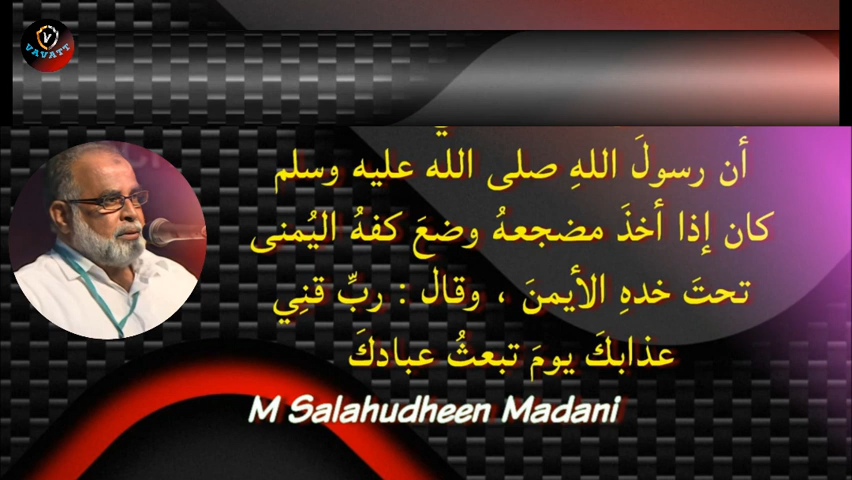 VAVATT
أن رسولَ اللهِ صلى الله عليه وسلم
كان إذا أخذَ مضجعهُ وضعَ كفهُ اليُمنى
تحتَ خدهِ الأيمنَ ، وقال : ربِّ قنِي
عذابكَ يومَ تبعثُ عبادكَ
M Salahudheen Madani